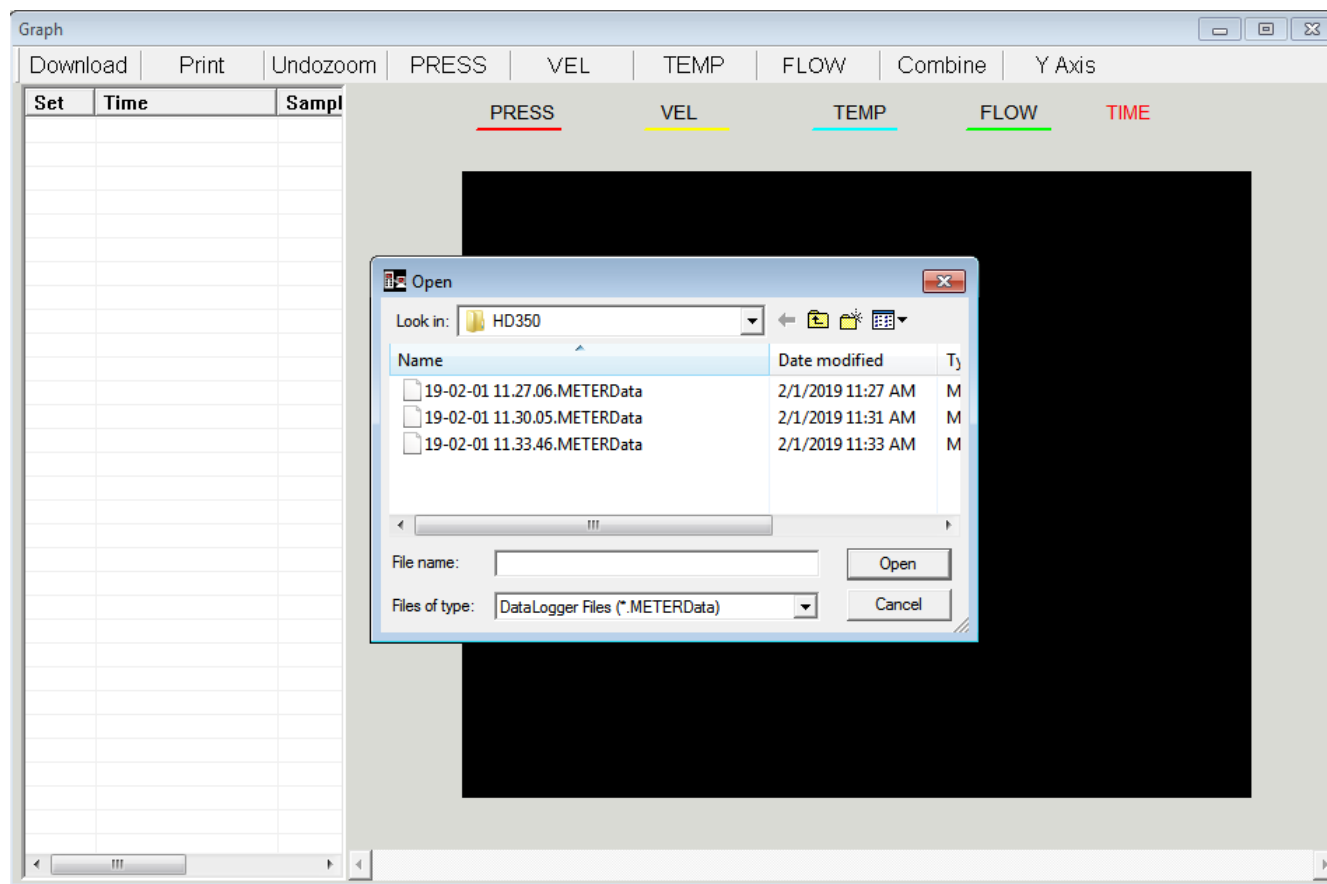 Graph
Download Print Undozoom PRESS VEL TEMP FLOW Combine Y Axis
Set Time Sampl
PRESS VEL TEMP FLOW TIME
Open
Look in: HD350
Name Date modified Ty
19-02-01 11.27.06.METERData 2/1/2019 11:27 AM M
19-02-01 11.30.05.METERData 2/1/2019 11:31 AM M
19-02-01 11.33.46.METERData 2/1/2019 11:33 AM M
File name: Open
Files of type: DataLogger Files (*.METERData) Cancel